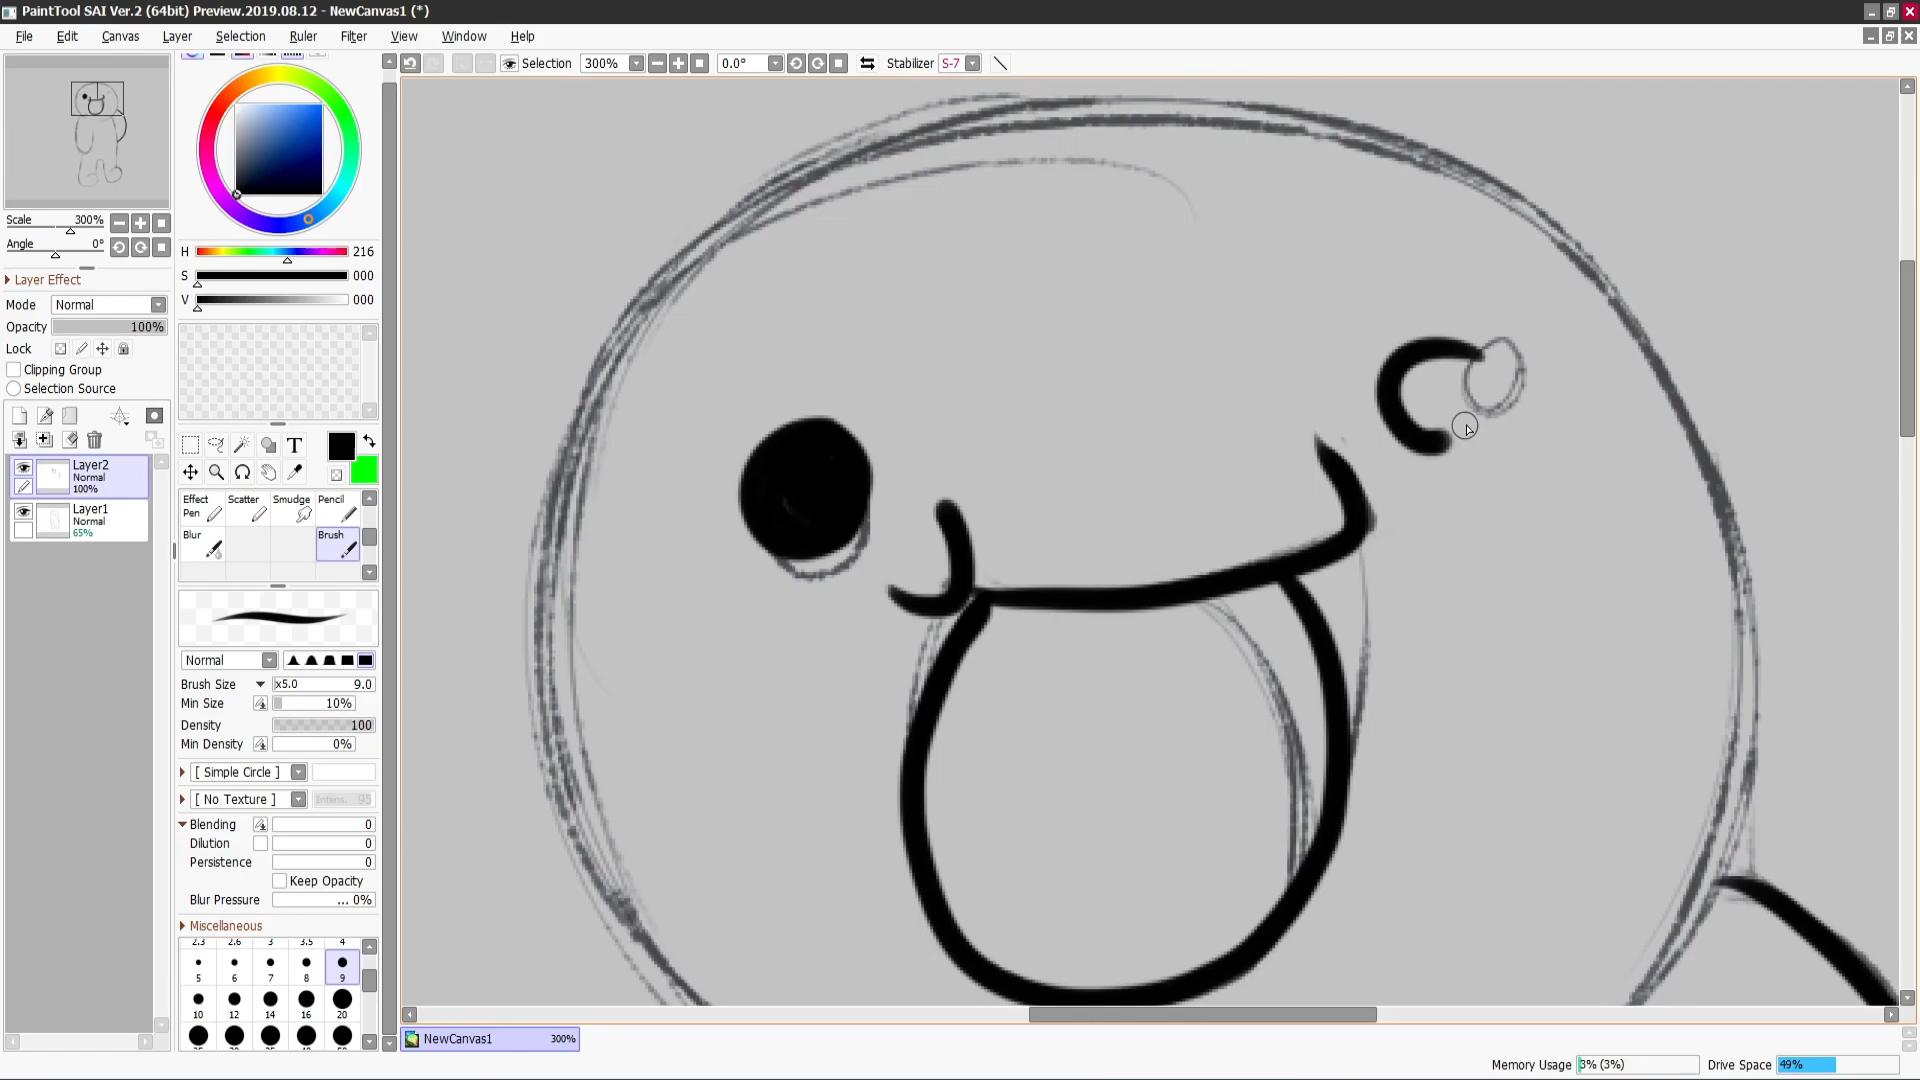 PaintTool SAI Ver.2 (64bit) Preview.2019.08.12 - NewCanvas1 (*)
File Edit Canvas Layer Selection Ruler Filter View Window Help
Selection 300% 0.0° Stabilizer S-7
Scale 300%
Angle 0°
Layer Effect
Mode Normal
Opacity 100%
Lock
Clipping Group
Selection Source
Layer2
Normal
100%
Layer1
Normal
65%
H 216
S 000
V 000
T
Effect Pen Scatter Smudge Pencil
Blur Brush
Normal
Brush Size x5.0 9.0
Min Size 10%
Density 100
Min Density 0%
[ Simple Circle ]
[ No Texture ] Intens. 95
Blending 0
Dilution 0
Persistence 0
Keep Opacity
Blur Pressure ... 0%
Miscellaneous
2.3 2.6 3 3.5 4
5 6 7 8 9
10 12 14 16 20
NewCanvas1 300%
Memory Usage 3% (3%) Drive Space 49%